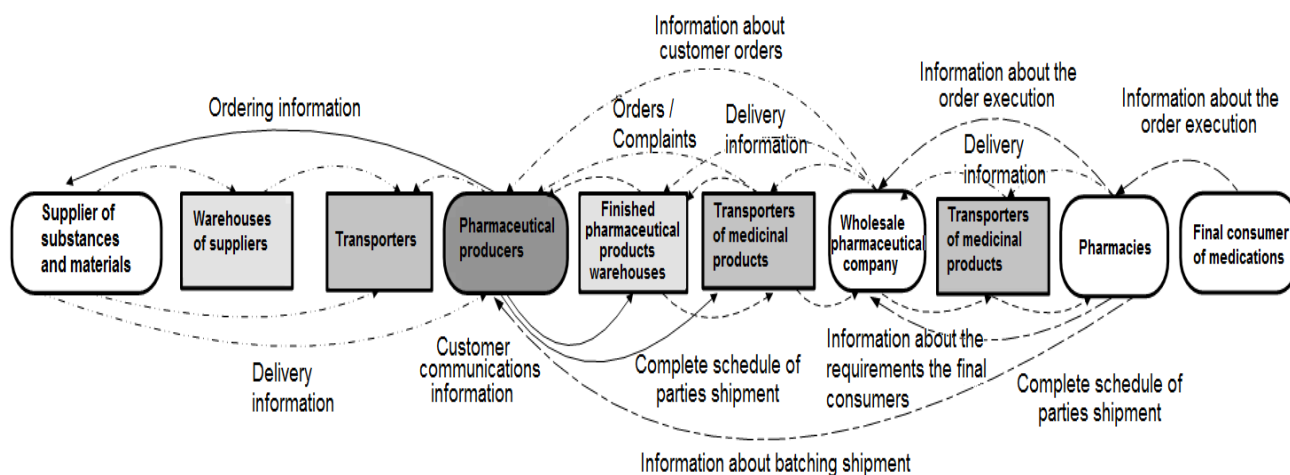 Information about
customer orders
Information about the
order execution
Information about the
order execution
Ordering information
Orders /
Complaints
Delivery
information
Delivery
information
Supplier of
substances
and materials
Warehouses
of suppliers
Transporters
Pharmaceutical
producers
Finished
pharmaceutical
products
warehouses
Transporters
of medicinal
products
Wholesale
pharmaceutical
company
Transporters
of medicinal
products
Pharmacies
Final consumer
of medications
Delivery
information
Customer
communications
information
Complete schedule of
parties shipment
Information about the
requirements the final
consumers
Complete schedule of
parties shipment
Information about batching shipment